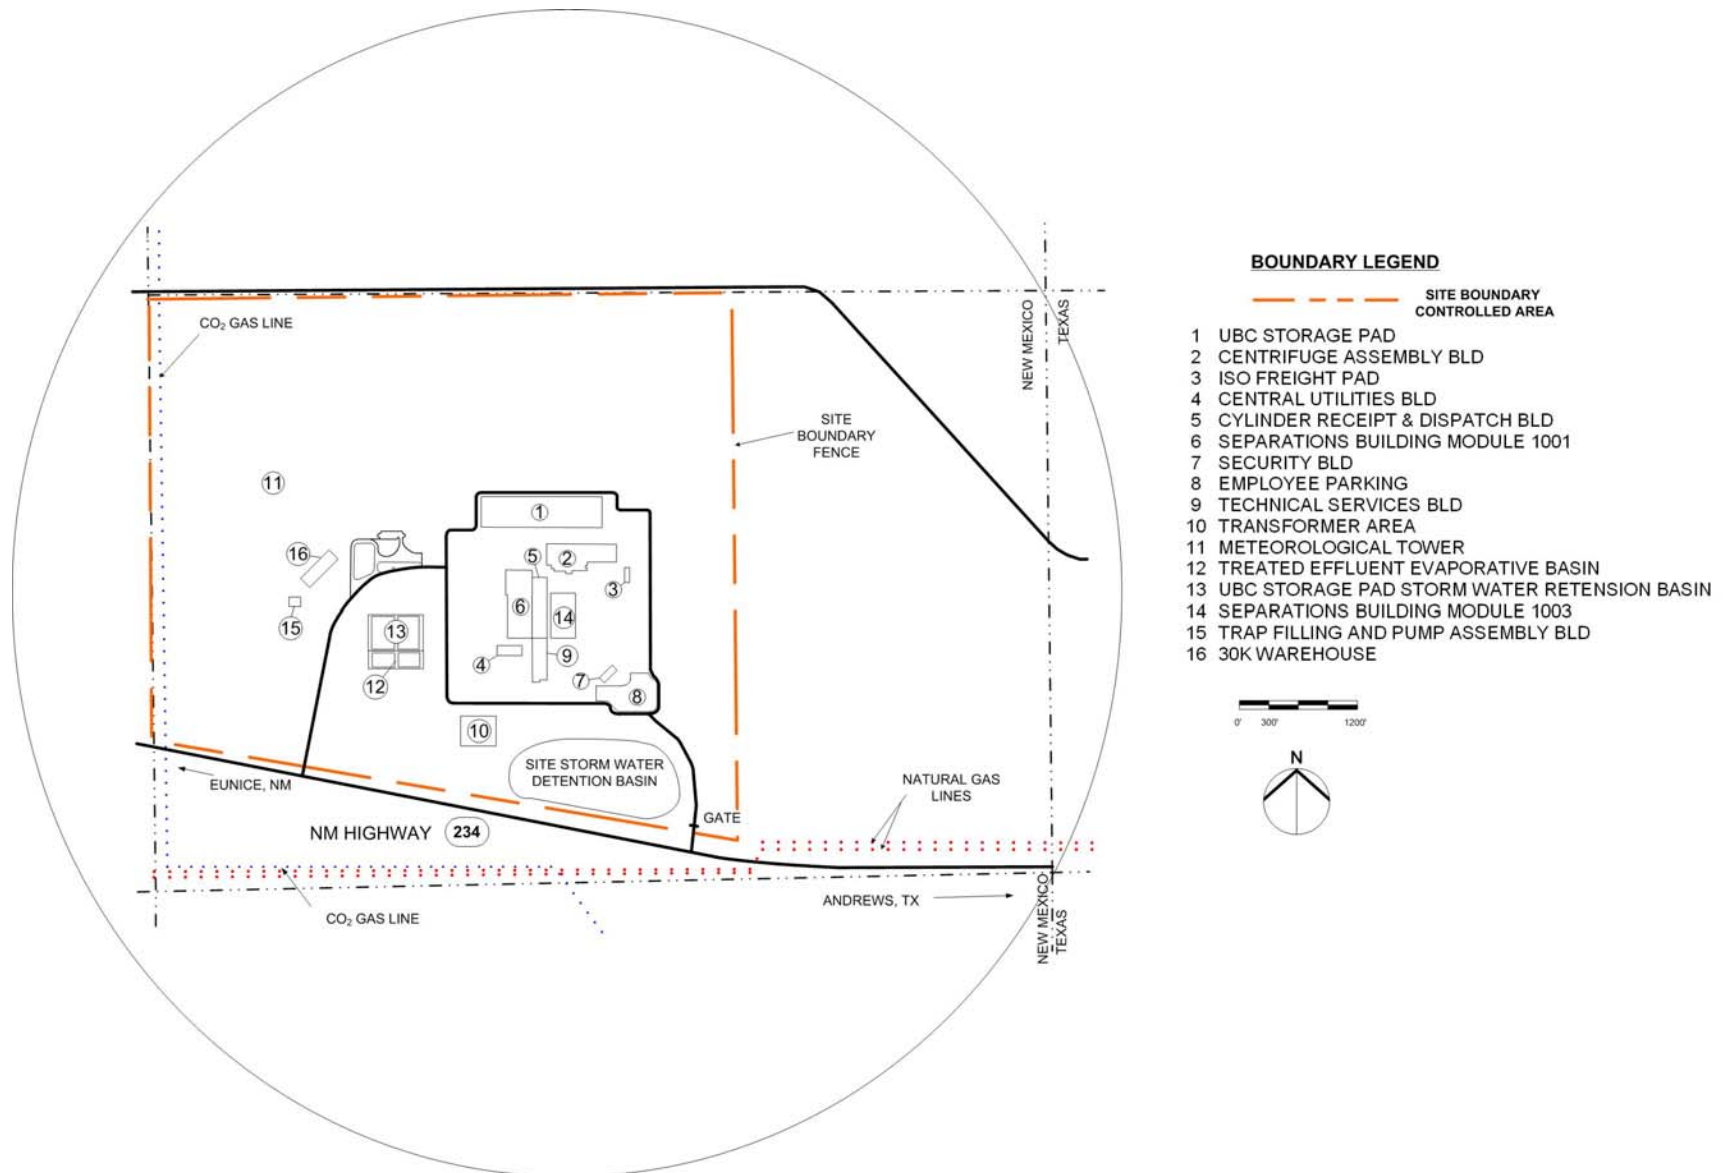 CO₂ GAS LINE
NEW MEXICO
TEXAS
SITE
BOUNDARY
FENCE
11
1
16
5
2
3
6
14
15
13
4
9
12
7
8
10
SITE STORM WATER
DETENTION BASIN
EUNICE, NM
NATURAL GAS
LINES
GATE
NM HIGHWAY 234
CO₂ GAS LINE
ANDREWS, TX
NEW MEXICO
TEXAS
BOUNDARY LEGEND
SITE BOUNDARY
CONTROLLED AREA
1 UBC STORAGE PAD
2 CENTRIFUGE ASSEMBLY BLD
3 ISO FREIGHT PAD
4 CENTRAL UTILITIES BLD
5 CYLINDER RECEIPT & DISPATCH BLD
6 SEPARATIONS BUILDING MODULE 1001
7 SECURITY BLD
8 EMPLOYEE PARKING
9 TECHNICAL SERVICES BLD
10 TRANSFORMER AREA
11 METEOROLOGICAL TOWER
12 TREATED EFFLUENT EVAPORATIVE BASIN
13 UBC STORAGE PAD STORM WATER RETENSION BASIN
14 SEPARATIONS BUILDING MODULE 1003
15 TRAP FILLING AND PUMP ASSEMBLY BLD
16 30K WAREHOUSE
0' 300' 1200'
N